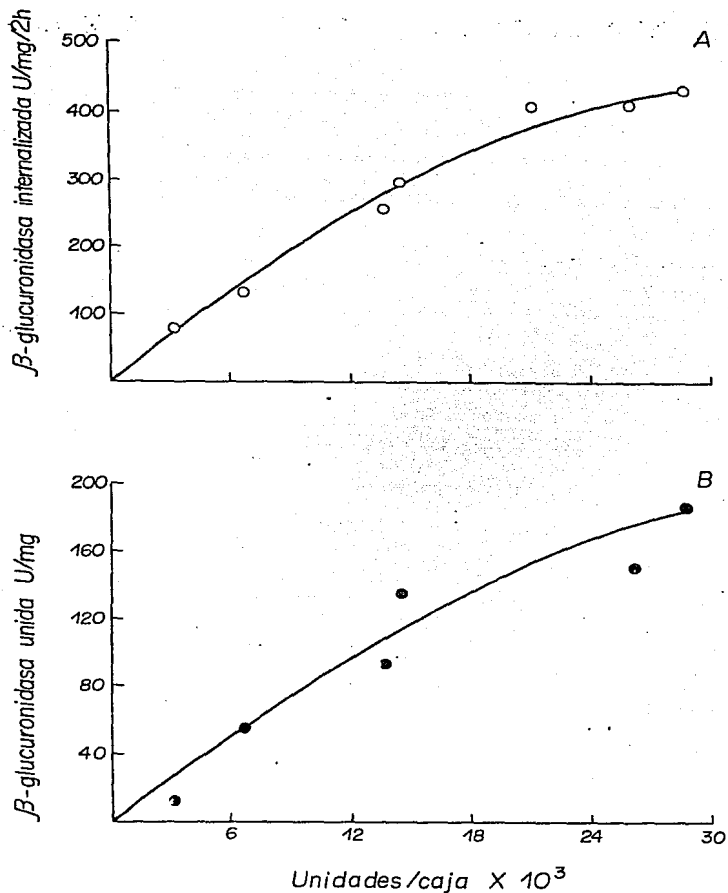 A
β-glucuronidasa internalizada U/mg/2h
500
400
300
200
100
B
β-glucuronidasa unida U/mg
200
160
120
80
40
6 12 18 24 30
Unidades/caja X 10³